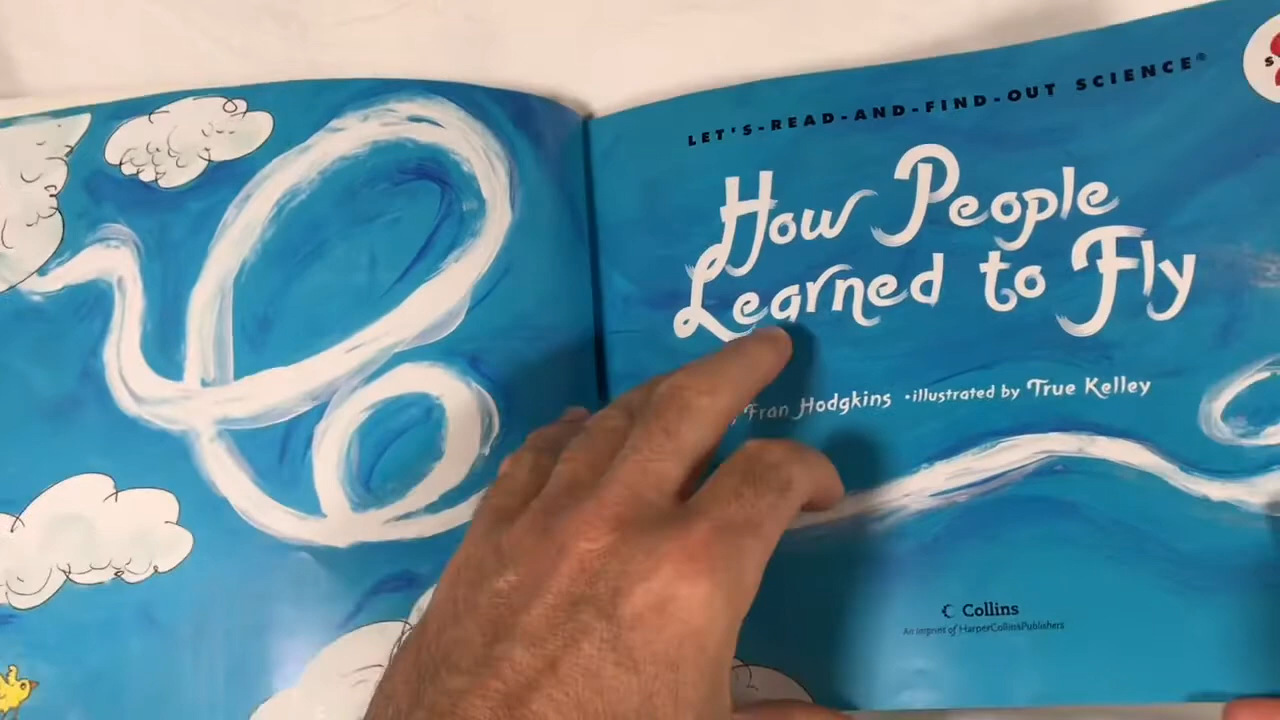 LET'S-READ-AND-FIND-OUT SCIENCE®
S
How People
Learned to Fly
Fran Hodgkins • illustrated by True Kelley
Collins
An imprint of HarperCollinsPublishers